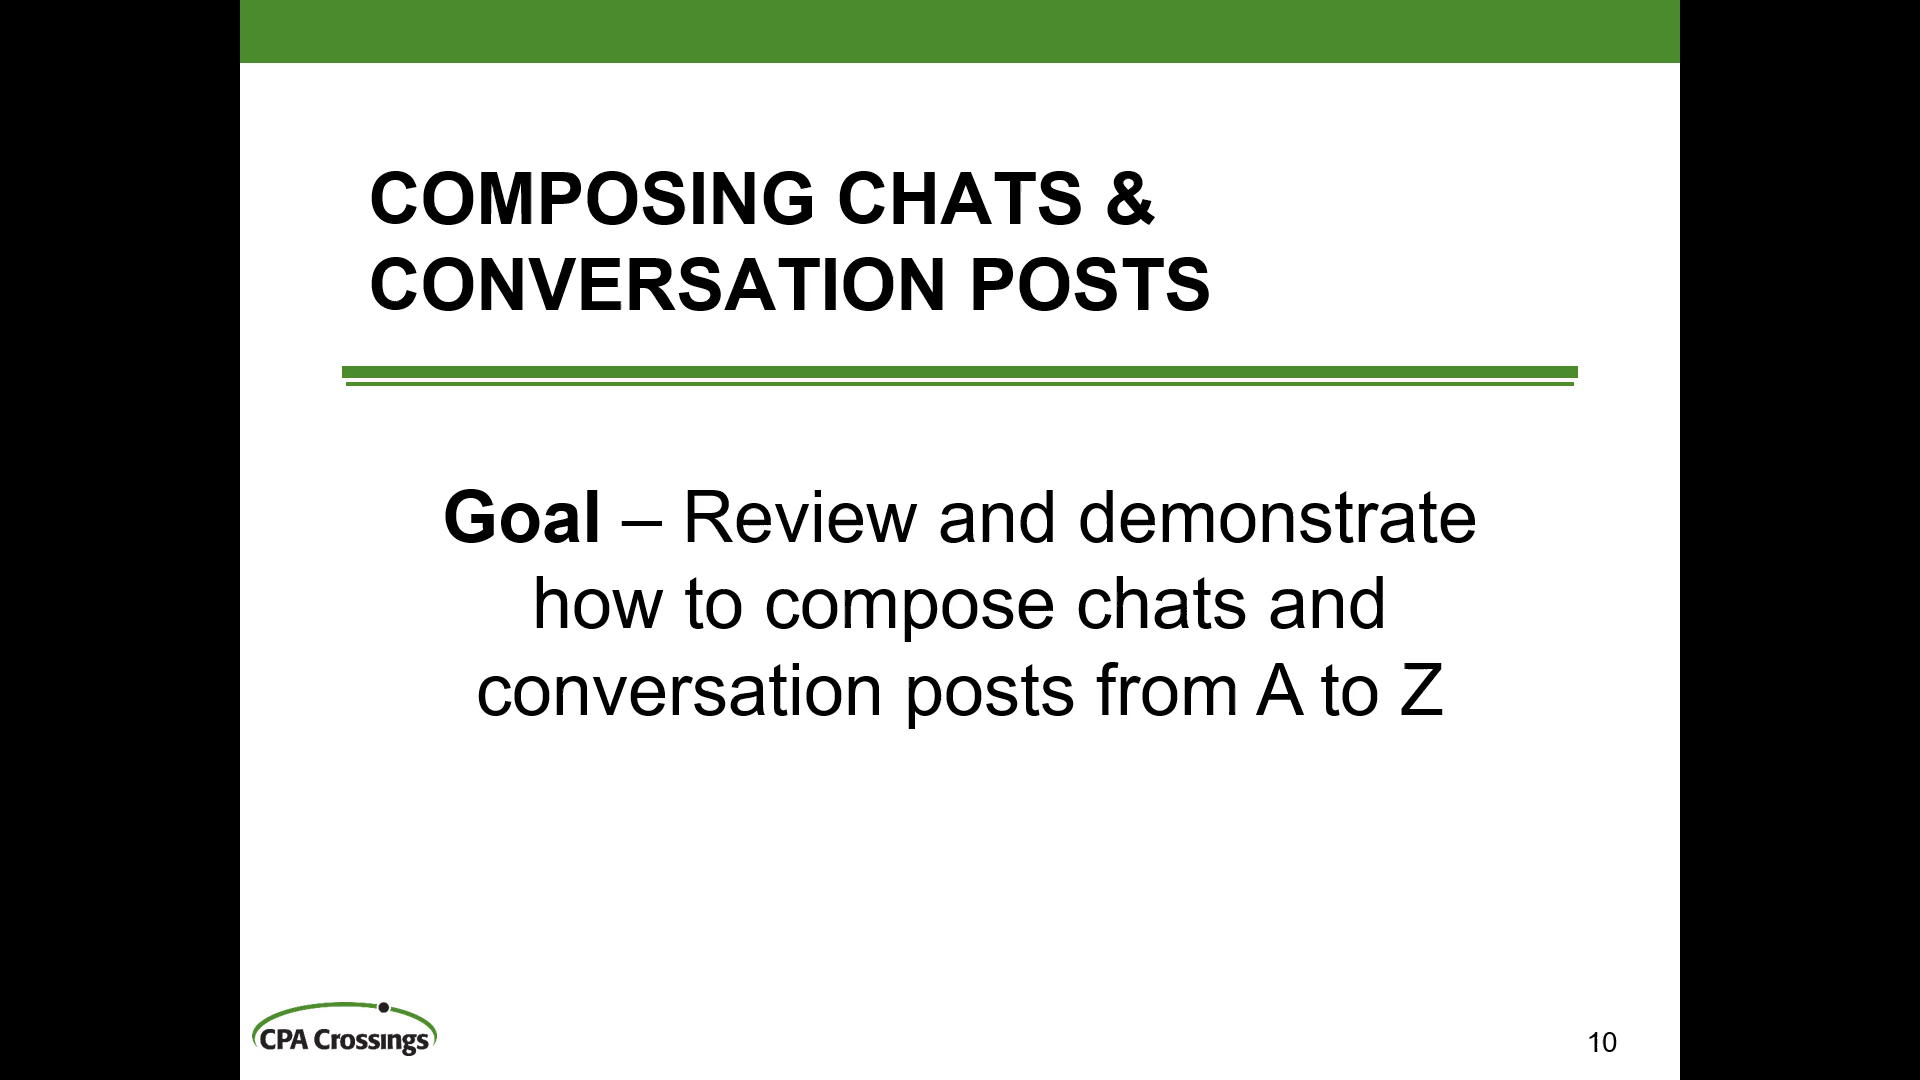 COMPOSING CHATS &
CONVERSATION POSTS
Goal – Review and demonstrate
how to compose chats and
conversation posts from A to Z
CPA Crossings
10